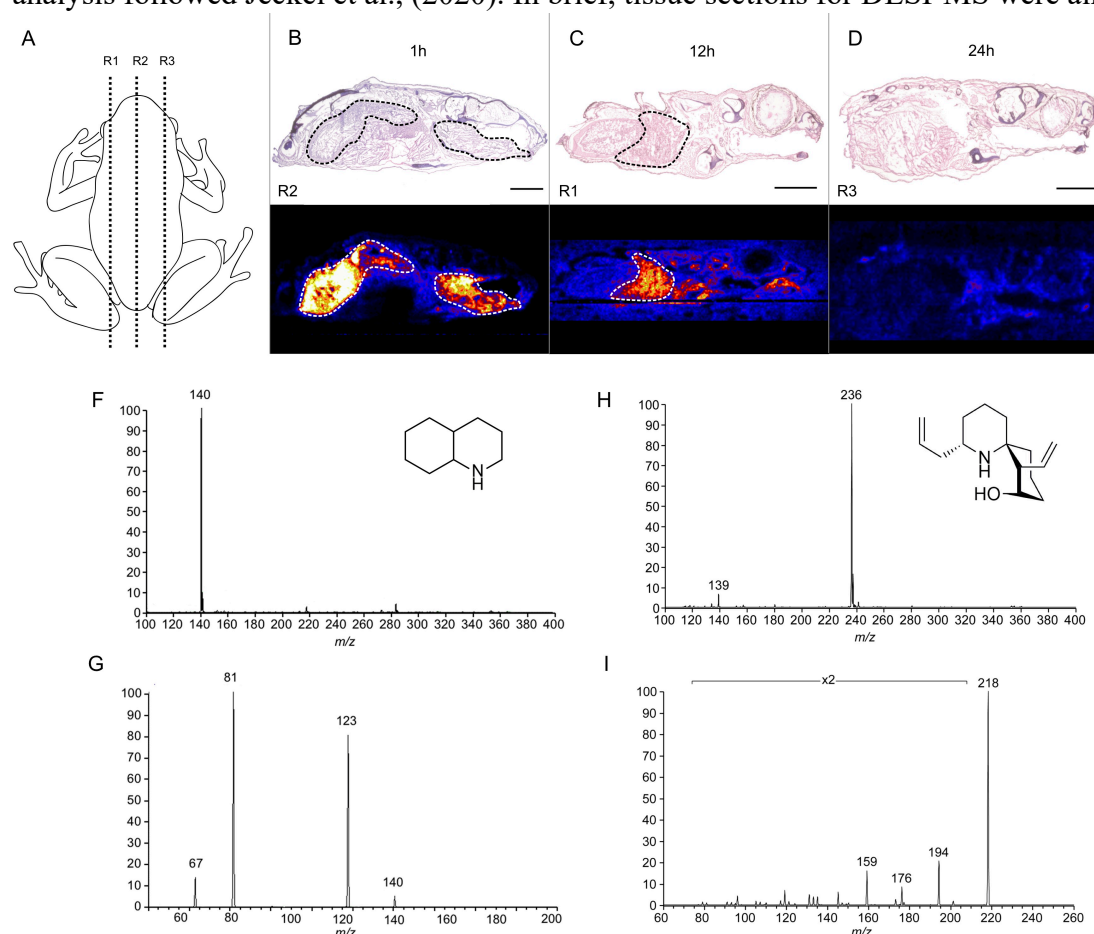 analysis followed Jeckel et al., (2020). In brief, tissue sections for DESI-MS were
A
R1 R2 R3
B
1h
R2
C
12h
R1
D
24h
R3
F
140
100
90
80
70
60
50
40
30
20
10
0
100 120 140 160 180 200 220 240 260 280 300 320 340 360 380 400
m/z
N
H
H
236
139
100
90
80
70
60
50
40
30
20
10
0
100 120 140 160 180 200 220 240 260 280 300 320 340 360 380 400
m/z
N
H
HO
G
81
123
67
140
100
90
80
70
60
50
40
30
20
10
0
60 80 100 120 140 160 180 200
m/z
I
x2
218
194
176
159
100
90
80
70
60
50
40
30
20
10
0
60 80 100 120 140 160 180 200 220 240 260
m/z